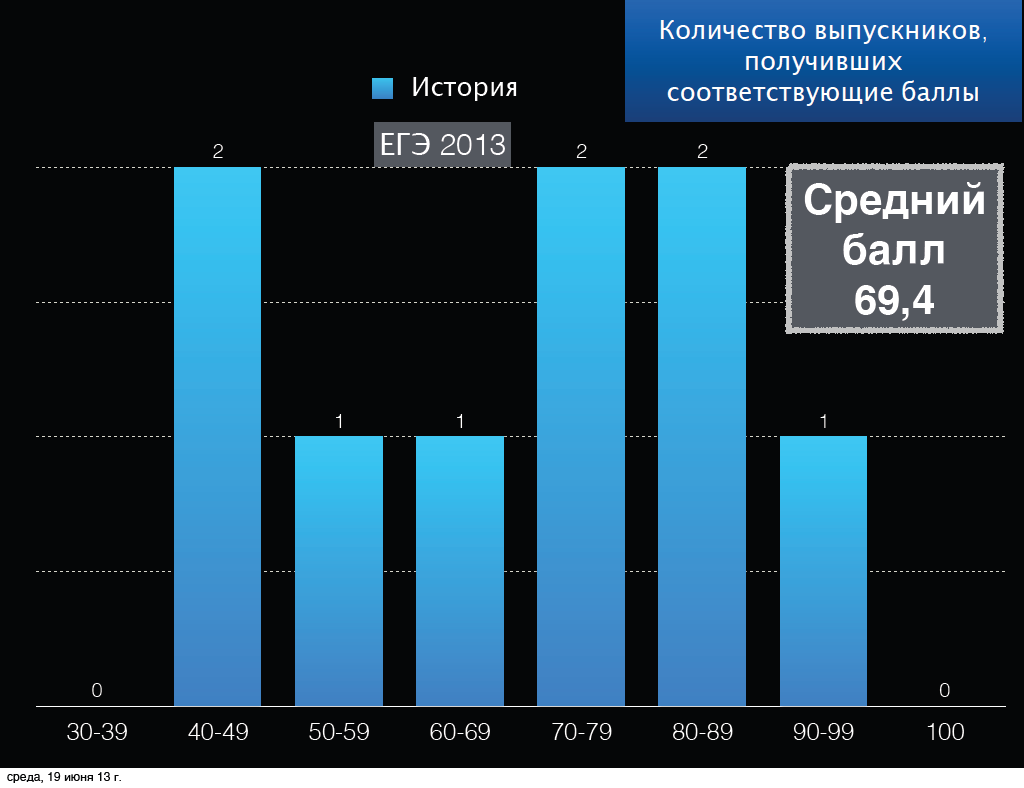 Количество выпускников,
получивших
соответствующие баллы
История
ЕГЭ 2013
Средний
балл
69,4
0 2 1 1 2 2 1 0
30-39 40-49 50-59 60-69 70-79 80-89 90-99 100
среда, 19 июня 13 г.